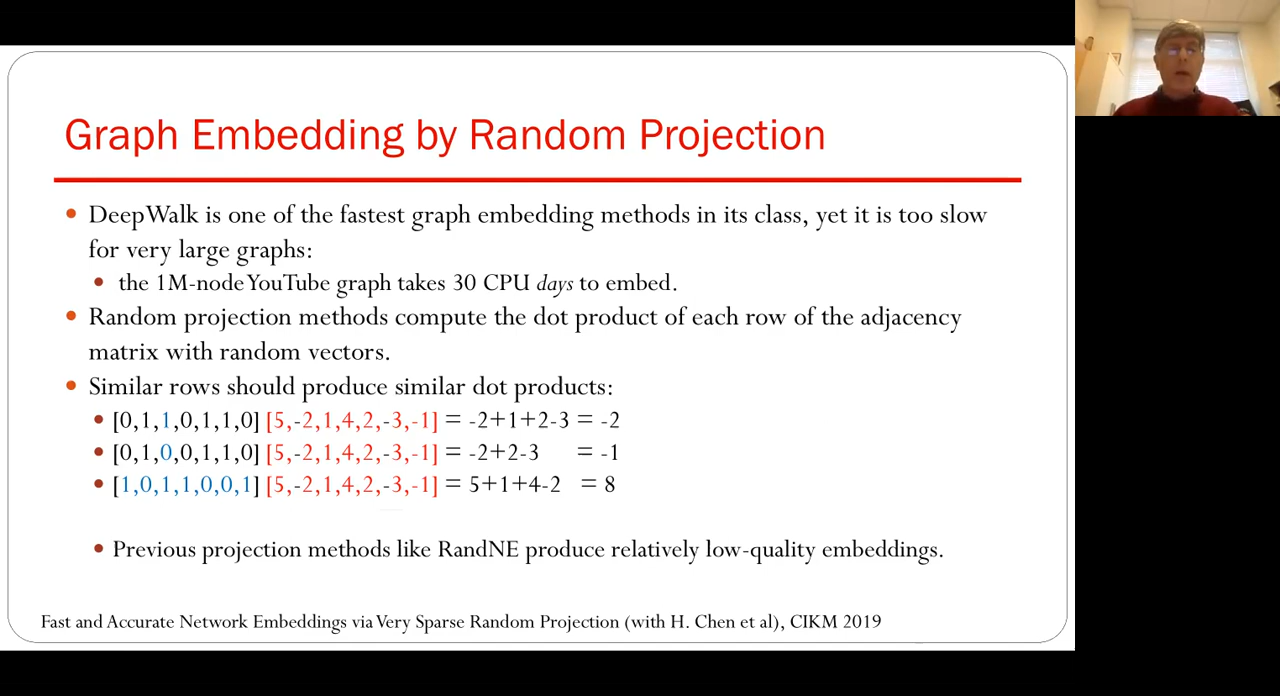 Graph Embedding by Random Projection
• DeepWalk is one of the fastest graph embedding methods in its class, yet it is too slow
for very large graphs:
• the 1M-node YouTube graph takes 30 CPU days to embed.
• Random projection methods compute the dot product of each row of the adjacency
matrix with random vectors.
• Similar rows should produce similar dot products:
• [0,1,1,0,1,1,0] [5,-2,1,4,2,-3,-1] = -2+1+2-3 = -2
• [0,1,0,0,1,1,0] [5,-2,1,4,2,-3,-1] = -2+2-3 = -1
• [1,0,1,1,0,0,1] [5,-2,1,4,2,-3,-1] = 5+1+4-2 = 8
• Previous projection methods like RandNE produce relatively low-quality embeddings.
Fast and Accurate Network Embeddings via Very Sparse Random Projection (with H. Chen et al), CIKM 2019